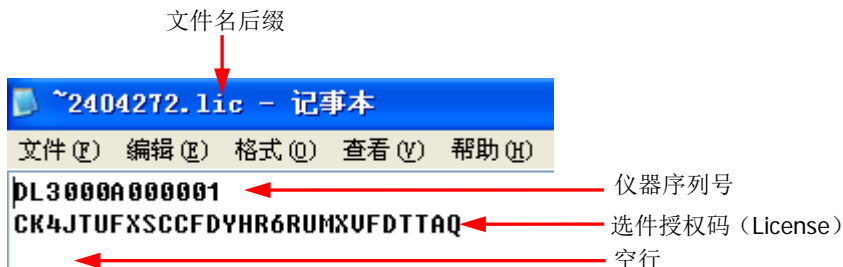 文件名后缀
~2404272.lic - 记事本
文件(F) 编辑(E) 格式(O) 查看(V) 帮助(H)
DL3000A000001
仪器序列号
CK4JTUFXSCCFDYHR6RUMXVFDTTAQ
选件授权码（License）
空行